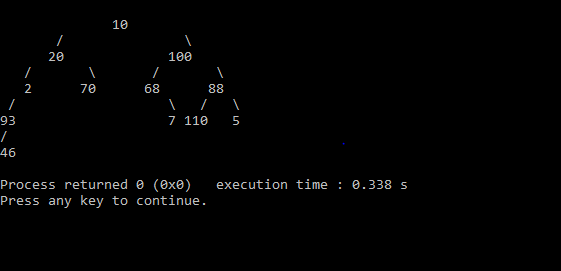 10
       /               \
      20             100
   /       \       /       \
   2      70      68      88
 /                   \   /   \
93                   7 110   5
/
46
Process returned 0 (0x0)   execution time : 0.338 s
Press any key to continue.